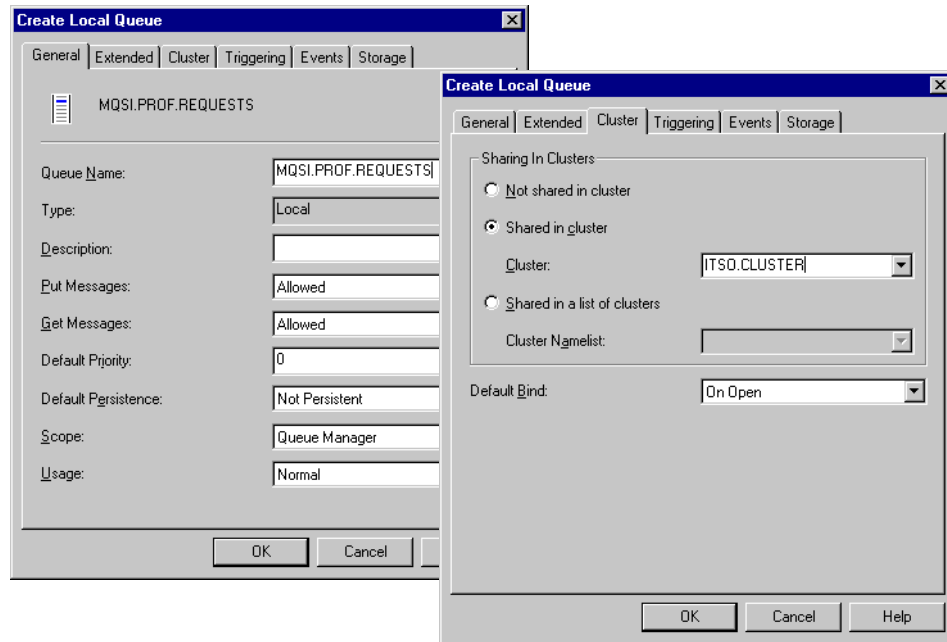 Create Local Queue
General Extended Cluster Triggering Events Storage
MQSI.PROF.REQUESTS
Queue Name: MQSI.PROF.REQUESTS
Type: Local
Description:
Put Messages: Allowed
Get Messages: Allowed
Default Priority: 0
Default Persistence: Not Persistent
Scope: Queue Manager
Usage: Normal
OK Cancel
Create Local Queue
General Extended Cluster Triggering Events Storage
Sharing In Clusters
Not shared in cluster
Shared in cluster
Cluster: ITSO.CLUSTER
Shared in a list of clusters
Cluster Namelist:
Default Bind: On Open
OK Cancel Help